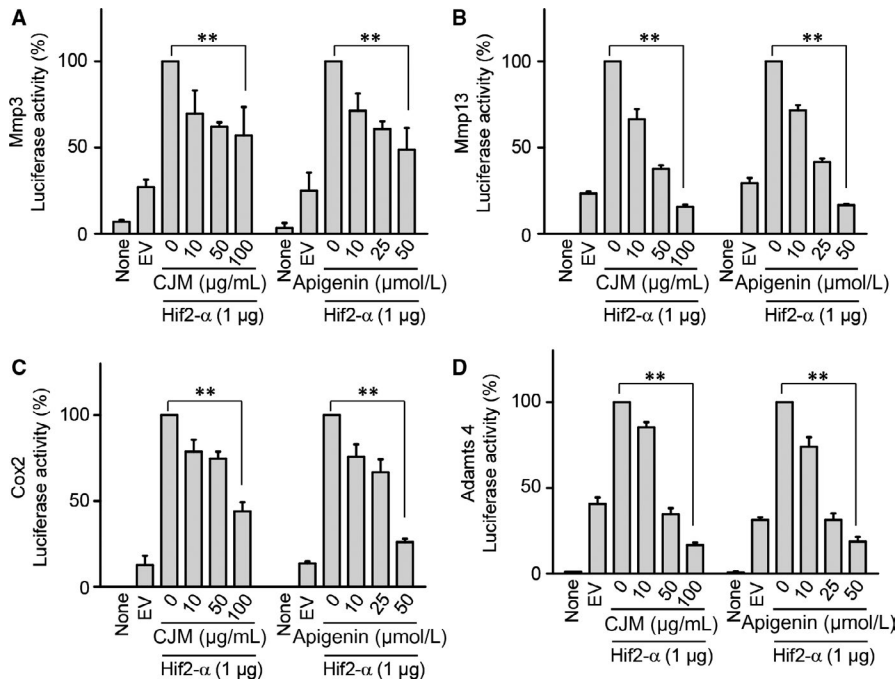 A
Mmp3
Luciferase activity (%)
100
50
0
**
**
None
EV
0
10
50
100
None
EV
0
10
25
50
CJM (µg/mL)
Apigenin (µmol/L)
Hif2-α (1 µg)
Hif2-α (1 µg)
B
Mmp13
Luciferase activity (%)
100
50
0
**
**
None
EV
0
10
50
100
None
EV
0
10
25
50
CJM (µg/mL)
Apigenin (µmol/L)
Hif2-α (1 µg)
Hif2-α (1 µg)
C
Cox2
Luciferase activity (%)
100
50
0
**
**
None
EV
0
10
50
100
None
EV
0
10
25
50
CJM (µg/mL)
Apigenin (µmol/L)
Hif2-α (1 µg)
Hif2-α (1 µg)
D
Adamts 4
Luciferase activity (%)
100
50
0
**
**
None
EV
0
10
50
100
None
EV
0
10
25
50
CJM (µg/mL)
Apigenin (µmol/L)
Hif2-α (1 µg)
Hif2-α (1 µg)